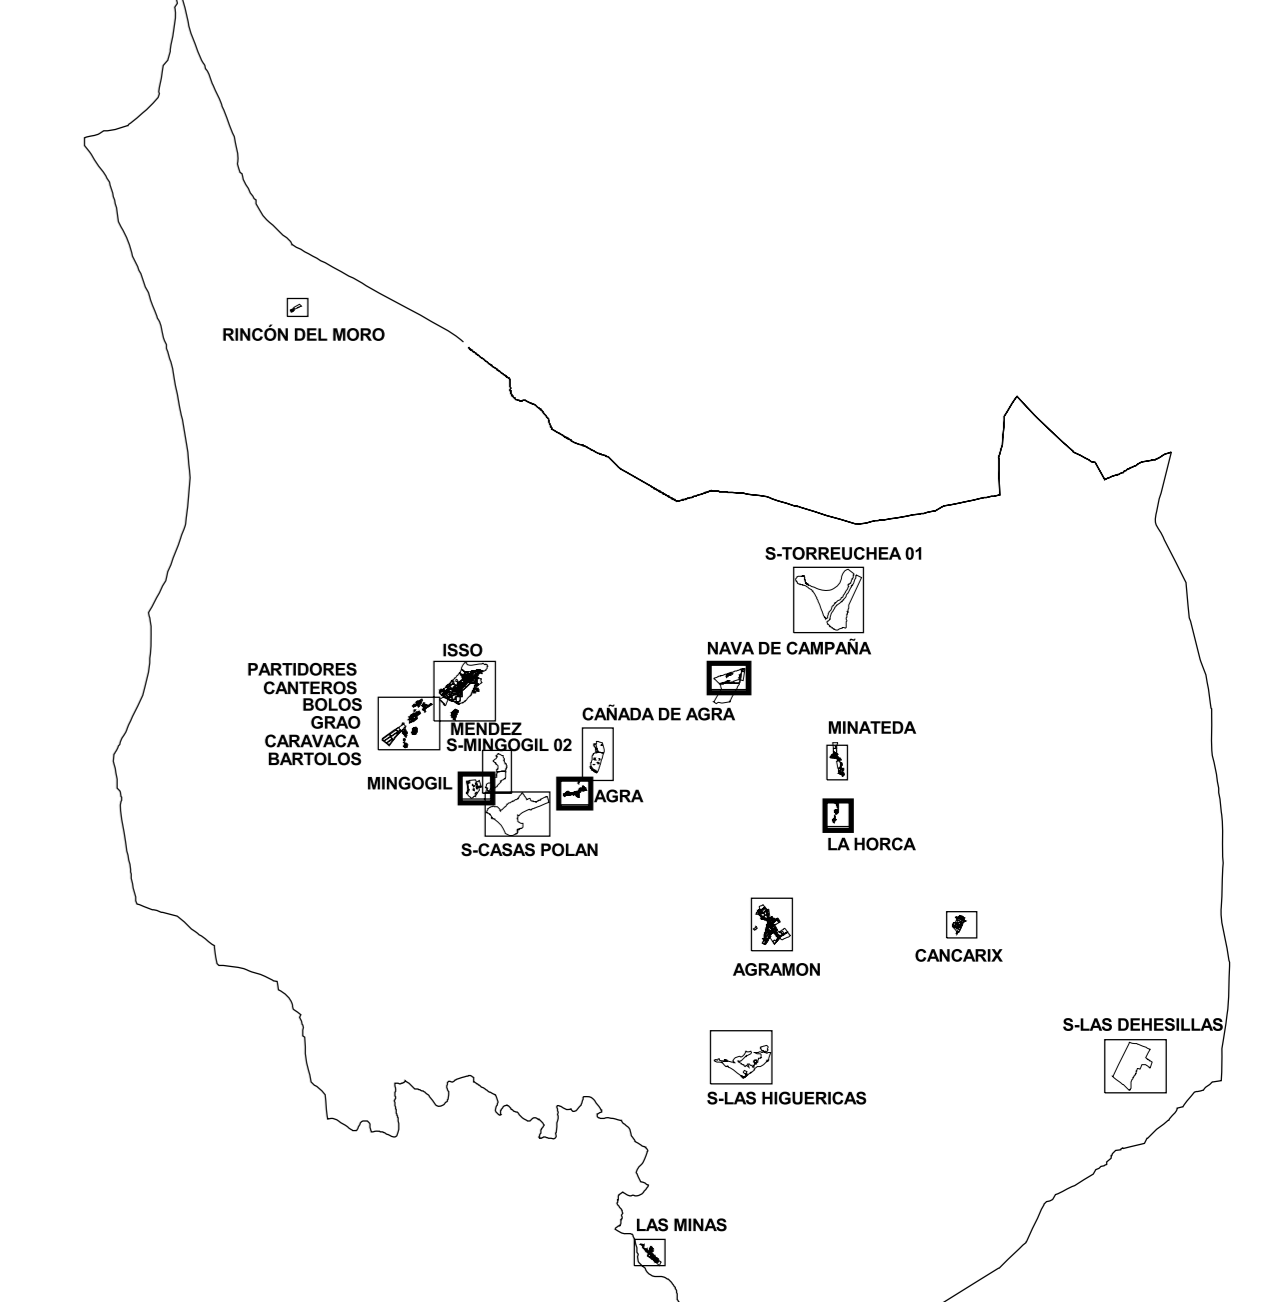 RINCÓN DEL MORO
S-TORREUCHEA 01
ISSO
NAVA DE CAMPAÑA
PARTIDORES
CANTEROS
BOLOS
GRAO
CARAVACA
BARTOLOS
CAÑADA DE AGRA
MENDEZ
MINATEDA
S-MINGOGIL 02
MINGOGIL
AGRA
LA HORCA
S-CASAS POLAN
CANCARIX
AGRAMON
S-LAS DEHESILLAS
S-LAS HIGUERICAS
LAS MINAS